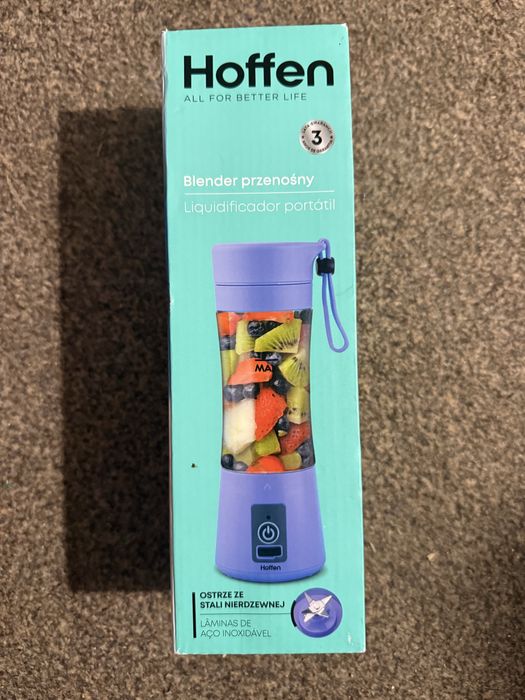 Hoffen
ALL FOR BETTER LIFE
3
Blender przenośny
Liquidificador portátil
MA
Hoffen
OSTRZE ZE
STALI NIERDZEWNEJ
LÂMINAS DE
AÇO INOXIDÁVEL